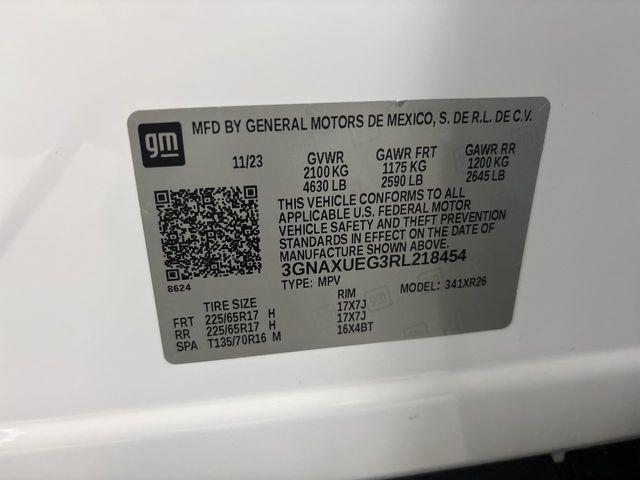 gm
MFD BY GENERAL MOTORS DE MEXICO, S. DE R.L. DE C.V.
11/23 GVWR GAWR FRT GAWR RR
2100 KG 1175 KG 1200 KG
4630 LB 2590 LB 2645 LB
THIS VEHICLE CONFORMS TO ALL
APPLICABLE U.S. FEDERAL MOTOR
VEHICLE SAFETY AND THEFT
PREVENTION STANDARDS IN
EFFECT ON THE DATE OF
MANUFACTURE SHOWN ABOVE.
3GNAXUEG3RL218454
8624
TYPE: MPV MODEL: 341XR26
TIRE SIZE RIM
FRT 225/65R17 H 17X7J
RR 225/65R17 H 17X7J
SPA T135/70R16 M 16X4BT